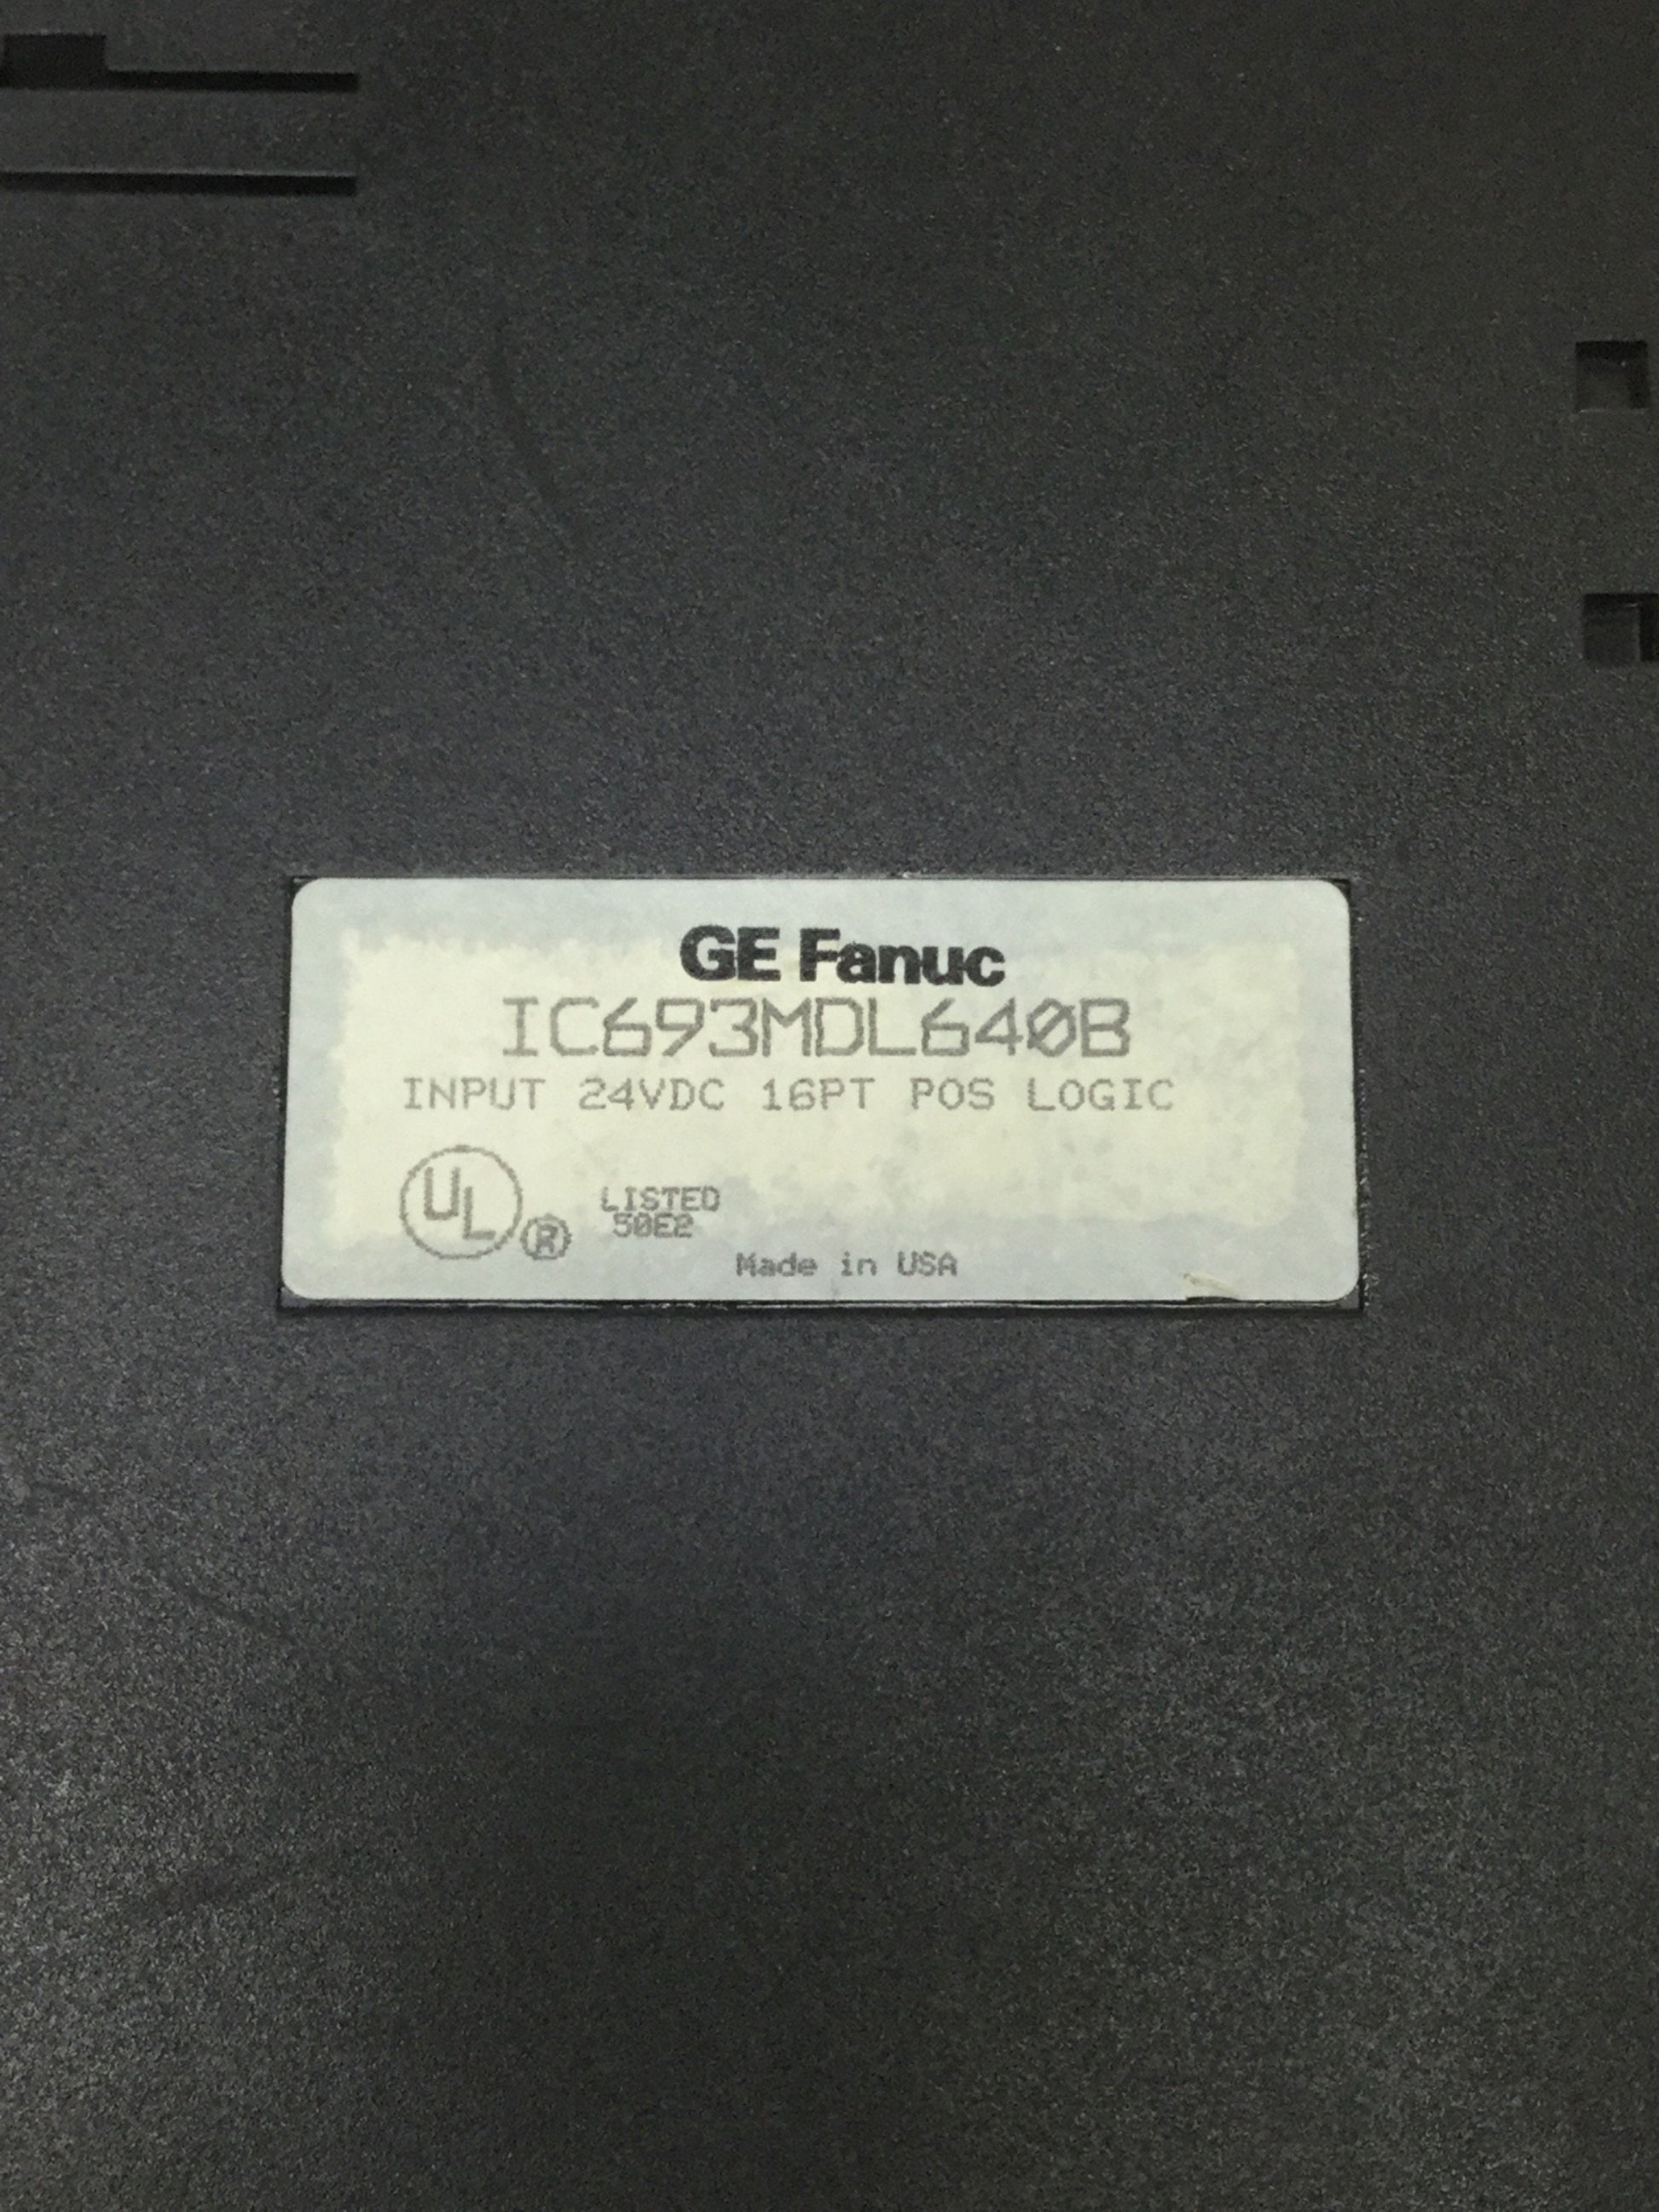 GE Fanuc
IC693MDL640B
INPUT 24VDC 16PT POS LOGIC
UL ® LISTED
50E2
Made in USA